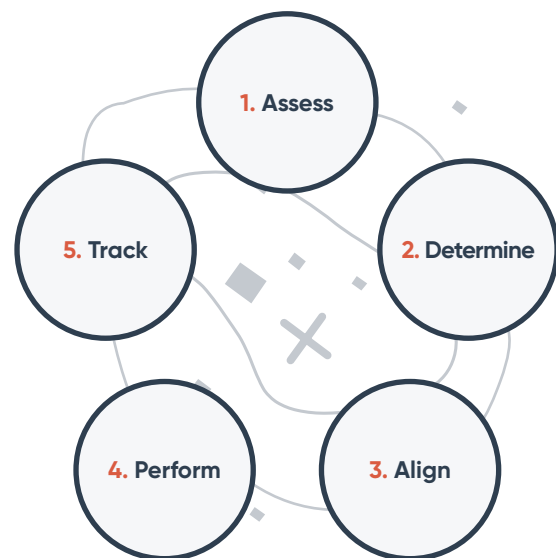 1. Assess
2. Determine
3. Align
4. Perform
5. Track